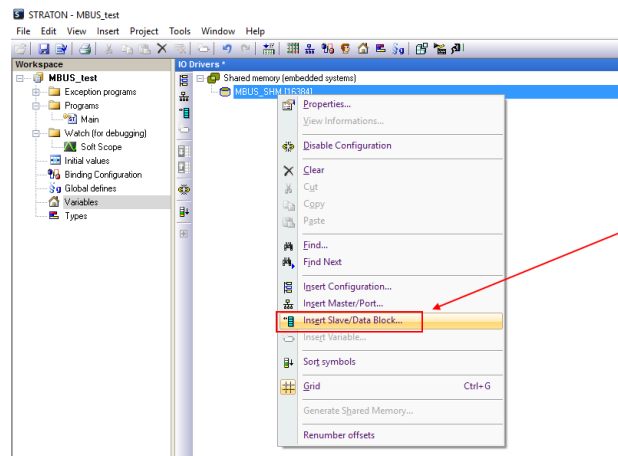 STRATON - MBUS_test
File Edit View Insert Project Tools Window Help
Workspace
IO Drivers *
MBUS_test
Exception programs
Programs
Main
Watch (for debugging)
Soft Scope
Initial values
Binding Configuration
Global defines
Variables
Types
Shared memory (embedded systems)
MBUS_SHM [16384]
Properties...
View Informations...
Disable Configuration
Clear
Cut
Copy
Paste
Find...
Find Next
Insert Configuration...
Insert Master/Port...
Insert Slave/Data Block...
Insert Variable...
Sort symbols
Grid Ctrl+G
Generate Shared Memory...
Renumber offsets